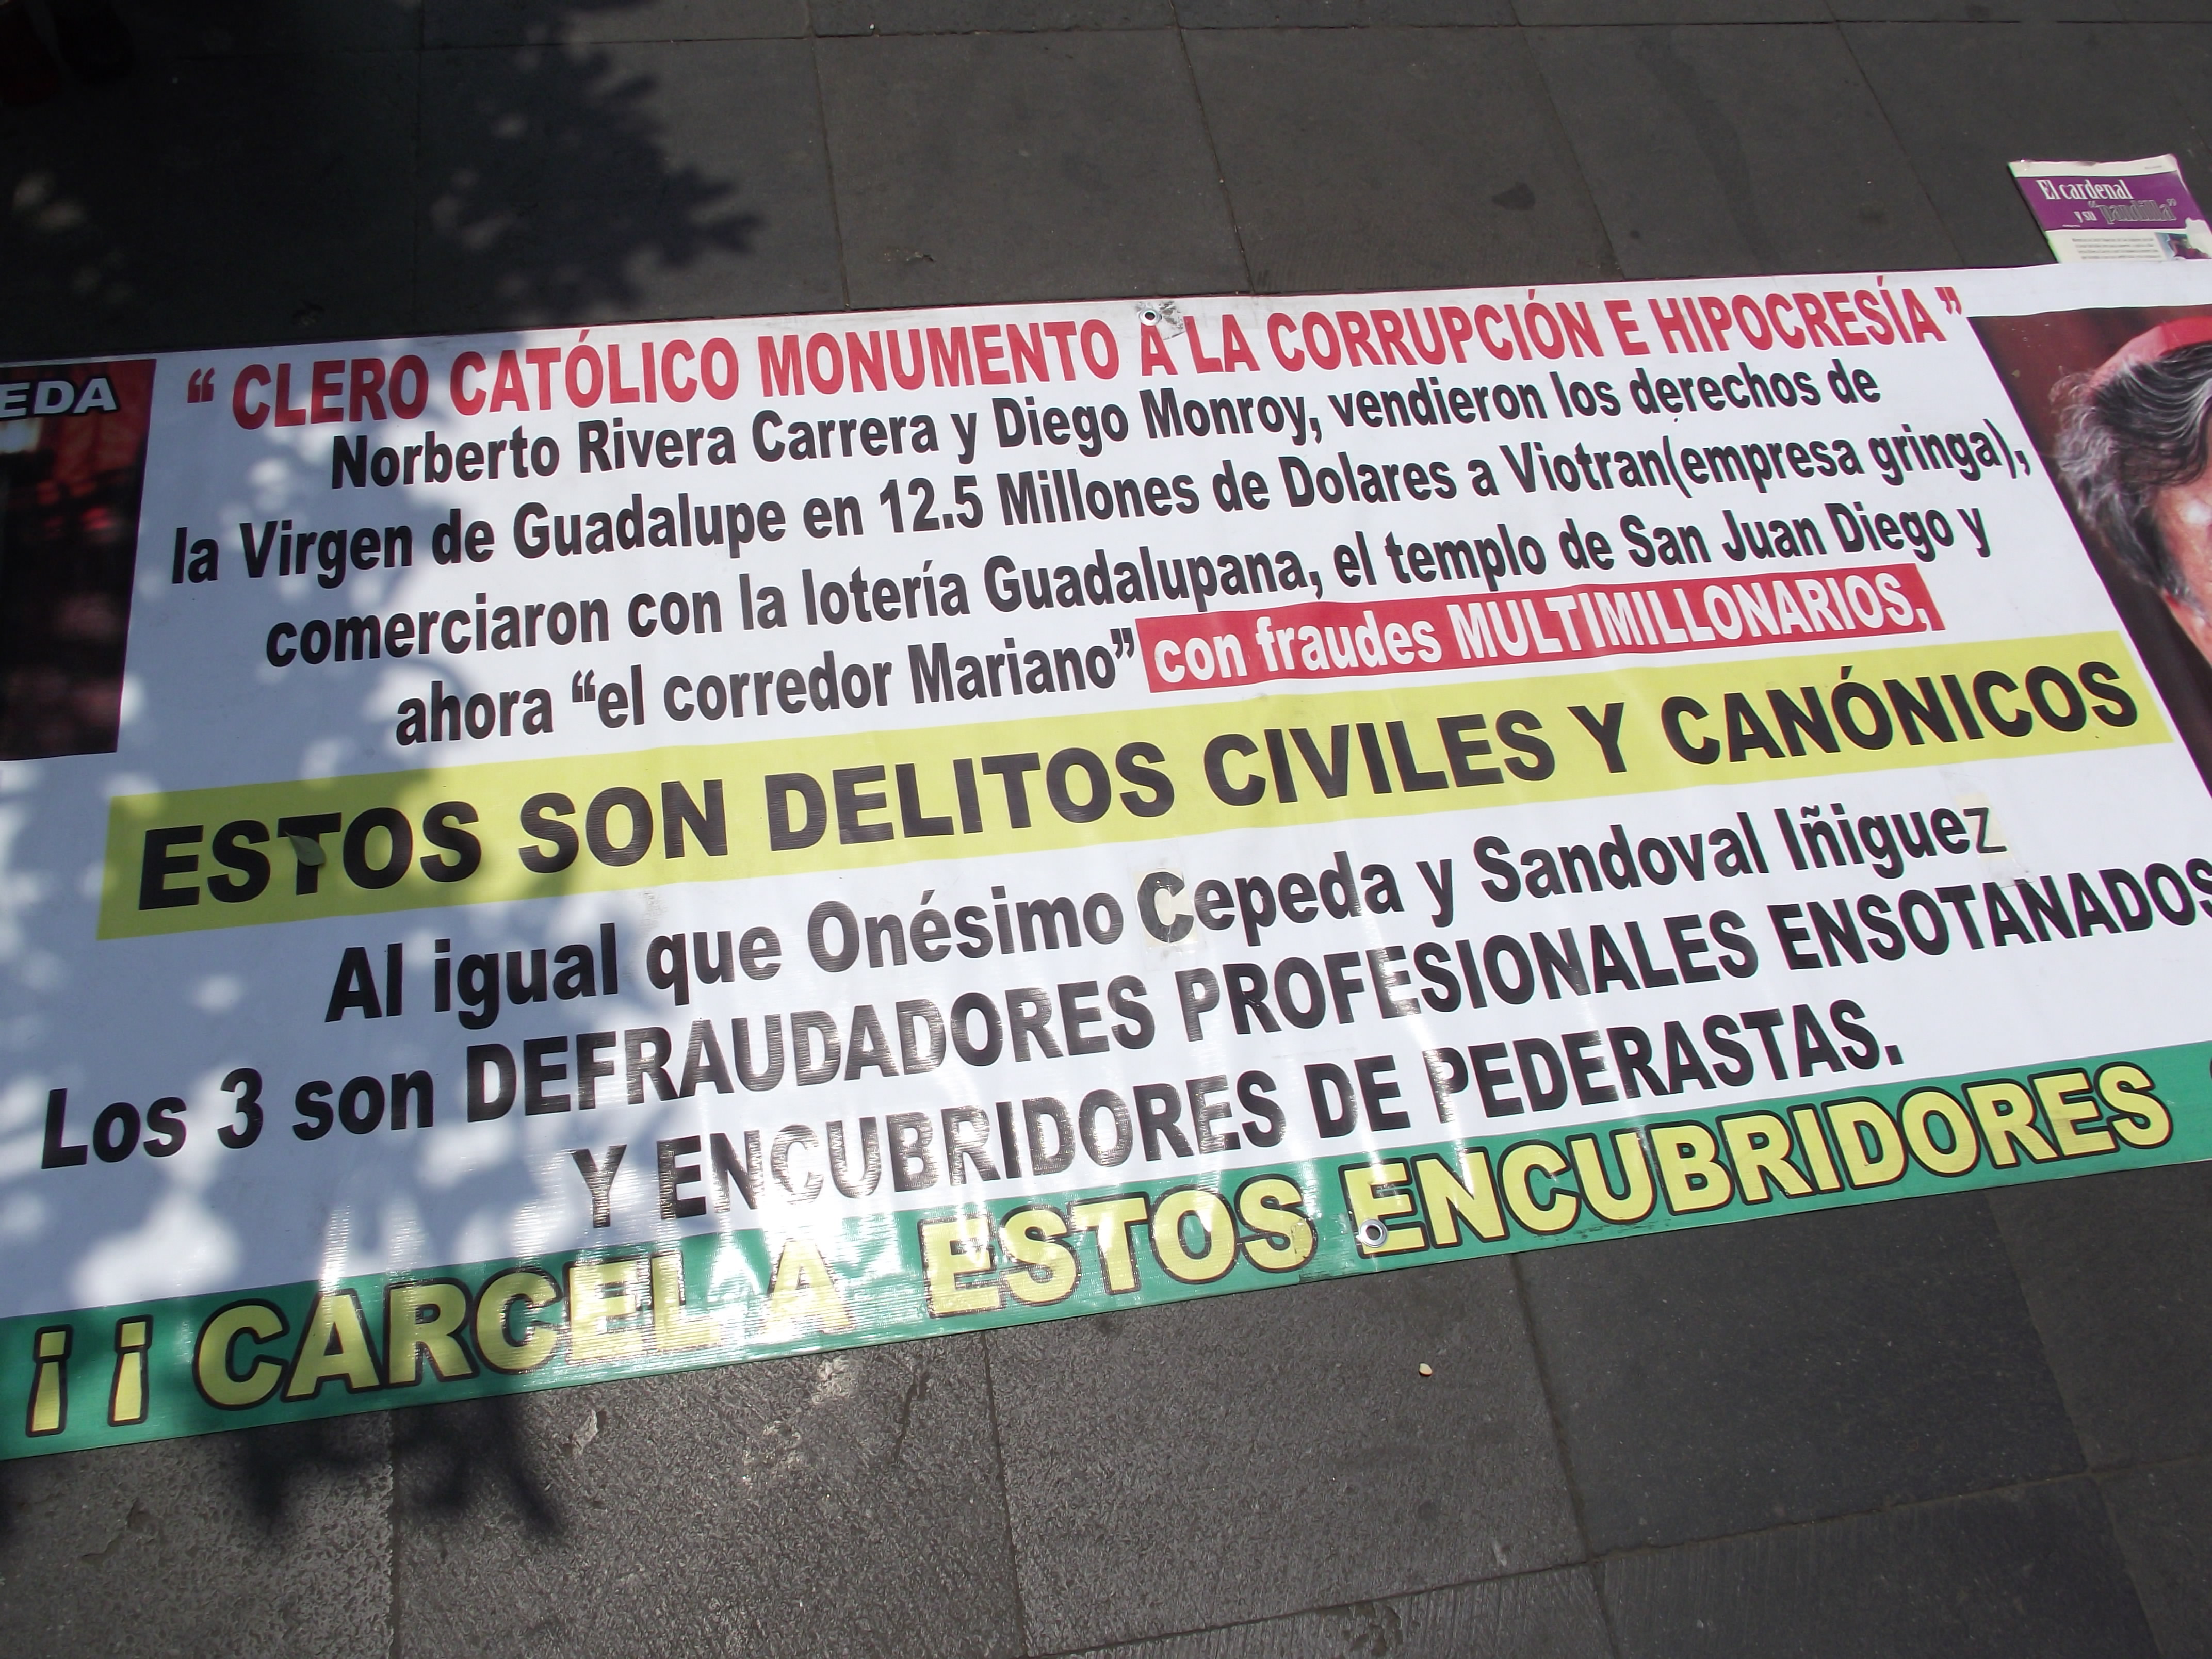 El cardenal
y su "pandilla"
EDA
“ CLERO CATÓLICO MONUMENTO A LA CORRUPCIÓN E HIPOCRESÍA ”
Norberto Rivera Carrera y Diego Monroy, vendieron los derechos de
la Virgen de Guadalupe en 12.5 Millones de Dolares a Viotran(empresa gringa),
comerciaron con la lotería Guadalupana, el templo de San Juan Diego y
ahora “el corredor Mariano” con fraudes MULTIMILLONARIOS,
ESTOS SON DELITOS CIVILES Y CANÓNICOS
Al igual que Onésimo Cepeda y Sandoval Iñiguez
Los 3 son DEFRAUDADORES PROFESIONALES ENSOTANADOS
Y ENCUBRIDORES DE PEDERASTAS.
¡¡CARCEL A ESTOS ENCUBRIDORES